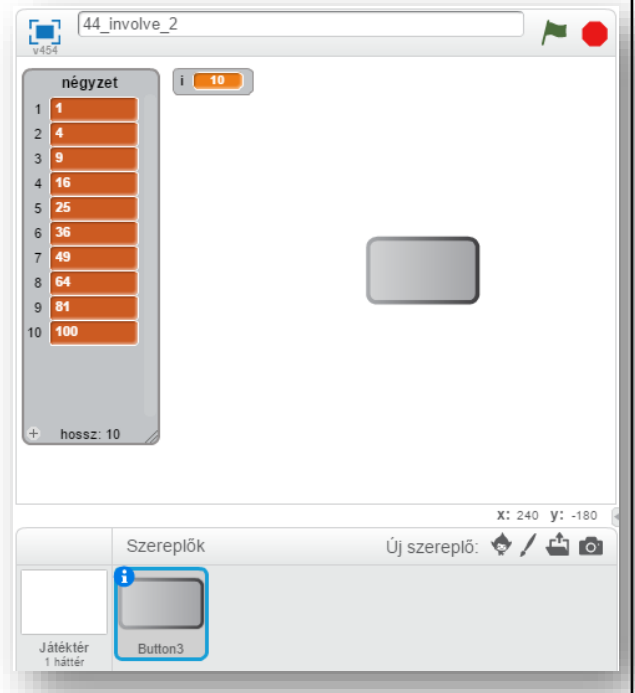 44_involve_2
v454
négyzet
i 10
1 1
2 4
3 9
4 16
5 25
6 36
7 49
8 64
9 81
10 100
+ hossz: 10
x: 240 y: -180
Szereplők
Új szereplő:
i
Játéktér
1 háttér
Button3